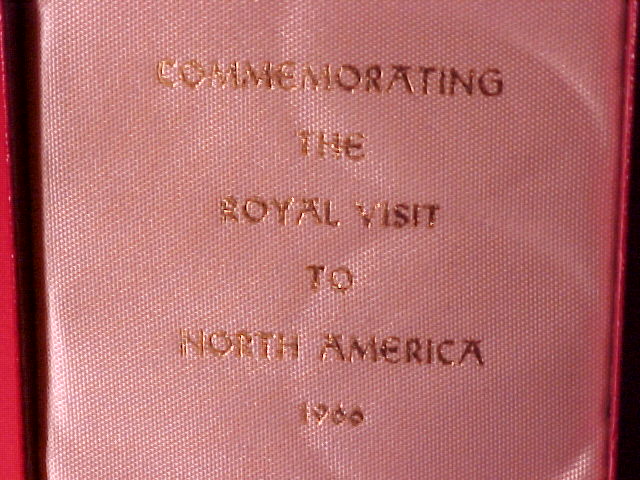 COMMEMORATING
THE
ROYAL VISIT
TO
NORTH AMERICA
1966